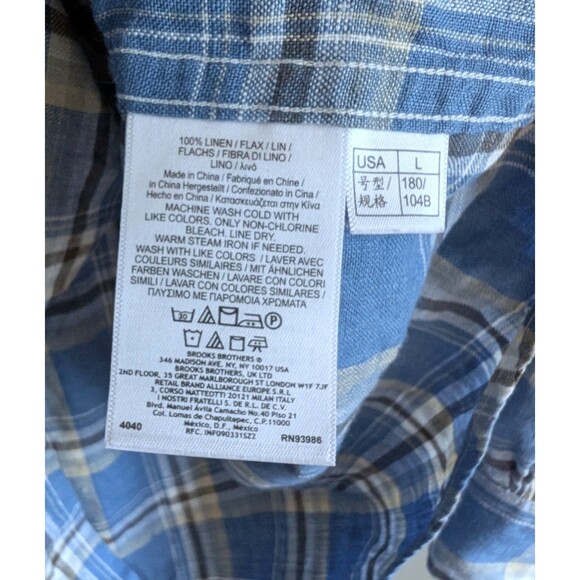 100% LINEN / FLAX / LIN /
FLACHS / FIBRA DI LINO /
LINO / λινό
Made in China / Fabriqué en Chine /
in China Hergestellt / Confezionato in Cina /
Hecho en China / Κατασκευάζεται στην Κίνα
MACHINE WASH COLD WITH
LIKE COLORS. ONLY NON-CHLORINE
BLEACH. LINE DRY.
WARM STEAM IRON IF NEEDED.
WASH WITH LIKE COLORS / LAVER AVEC
COULEURS SIMILAIRES / MIT ÄHNLICHEN
FARBEN WASCHEN / LAVARE CON COLORI
SIMILI / LAVAR CON COLORES SIMILAR /
ΠΛΥΣΙΜΟ ΜΕ ΠΑΡΟΜΟΙΑ ΧΡΩΜΑΤΑ
30 P
BROOKS BROTHERS ®
346 MADISON AVE. NY, NY 10017 USA
BROOKS BROTHERS, UK LTD
2ND FLOOR, 35 GREAT MARLBOROUGH ST LONDON W1F 7JF
RETAIL BRAND ALLIANCE EUROPE S.R.L
3, CORSO MATTEOTTI 20121 MILAN ITALY
I NOSTRI FRATELLI S. DE R.L. DE C.V.
Blvd. Manuel Ávila Camacho No.40 Piso 21
Col. Lomas de Chapultepec, C.P.11000
México, D.F., México
RFC. INF090331SZ2
4040 RN93986
USA L
号型/ 180/
规格 104B